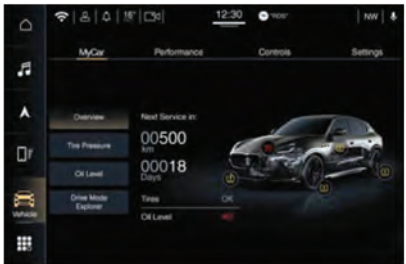 16°
12:30
NW
MyCar
Performance
Controls
Settings
Overview
Tire Pressure
Oil Level
Drive Mode
Explorer
Next Service in:
00500
km
00018
Days
Tires OK
Oil Level
Vehicle